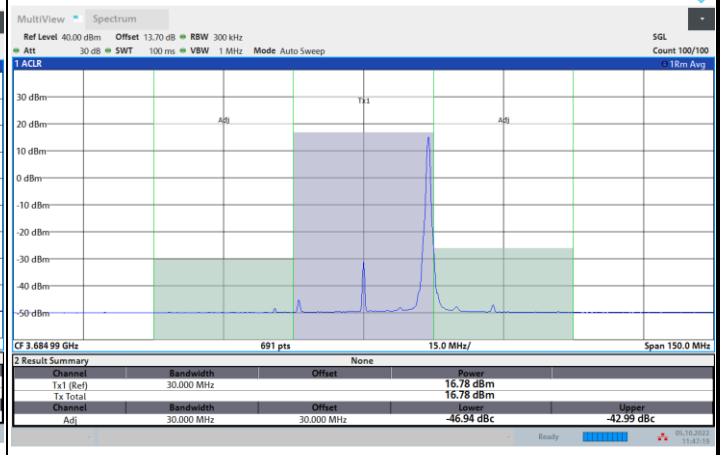 MultiView Spectrum
Ref Level 40.00 dBm Offset 13.70 dB RBW 300 kHz SGL
Att 30 dB SWT 100 ms VBW 1 MHz Mode Auto Sweep Count 100/100
1 ACLR 1Rm Avg
30 dBm
Tx1
20 dBm
Adj Adj
10 dBm
0 dBm
-10 dBm
-20 dBm
-30 dBm
-40 dBm
-50 dBm
CF 3.684 99 GHz 691 pts 15.0 MHz/ Span 150.0 MHz
2 Result Summary None
Channel Bandwidth Offset Power
Tx1 (Ref) 30.000 MHz 16.78 dBm
Tx Total 16.78 dBm
Channel Bandwidth Offset Lower Upper
Adj 30.000 MHz 30.000 MHz -46.94 dBc -42.99 dBc
Ready 05.10.2022
11:47:19